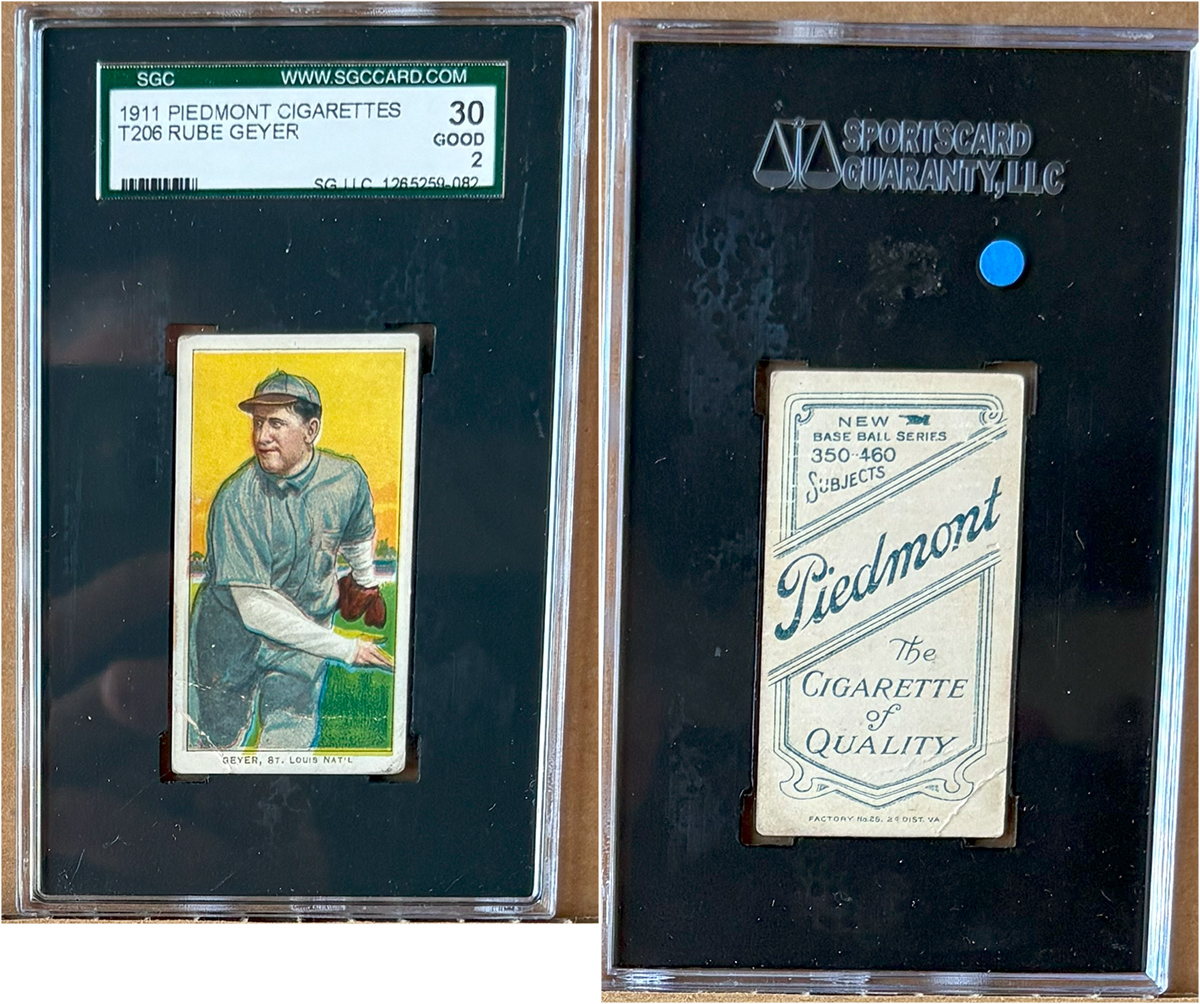 SGC WWW.SGCCARD.COM
1911 PIEDMONT CIGARETTES 30
T206 RUBE GEYER GOOD
2
SG LLC 1265259-082
GEYER, ST. LOUIS NAT'L
SPORTSCARD
GUARANTY, LLC
NEW
BASE BALL SERIES
350-460
SUBJECTS
Piedmont
The
CIGARETTE
of
QUALITY
FACTORY No.25, 2d DIST. VA